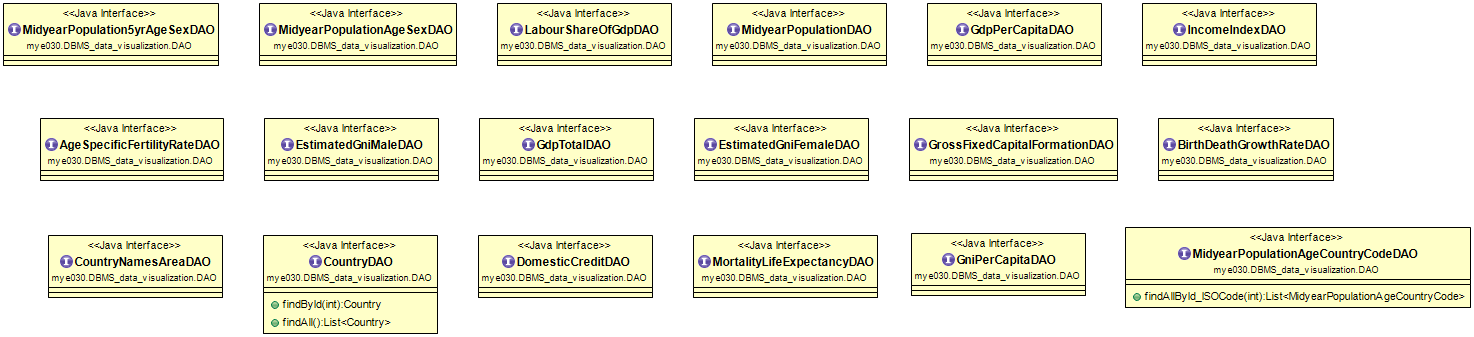 <<Java Interface>>
MidyearPopulation5yrAgeSexDAO
mye030.DBMS_data_visualization.DAO
<<Java Interface>>
MidyearPopulationAgeSexDAO
mye030.DBMS_data_visualization.DAO
<<Java Interface>>
LabourShareOfGdpDAO
mye030.DBMS_data_visualization.DAO
<<Java Interface>>
MidyearPopulationDAO
mye030.DBMS_data_visualization.DAO
<<Java Interface>>
GdpPerCapitaDAO
mye030.DBMS_data_visualization.DAO
<<Java Interface>>
IncomeIndexDAO
mye030.DBMS_data_visualization.DAO
<<Java Interface>>
AgeSpecificFertilityRateDAO
mye030.DBMS_data_visualization.DAO
<<Java Interface>>
EstimatedGniMaleDAO
mye030.DBMS_data_visualization.DAO
<<Java Interface>>
GdpTotalDAO
mye030.DBMS_data_visualization.DAO
<<Java Interface>>
EstimatedGniFemaleDAO
mye030.DBMS_data_visualization.DAO
<<Java Interface>>
GrossFixedCapitalFormationDAO
mye030.DBMS_data_visualization.DAO
<<Java Interface>>
BirthDeathGrowthRateDAO
mye030.DBMS_data_visualization.DAO
<<Java Interface>>
CountryNamesAreaDAO
mye030.DBMS_data_visualization.DAO
<<Java Interface>>
CountryDAO
mye030.DBMS_data_visualization.DAO
findById(int):Country
findAll():List<Country>
<<Java Interface>>
DomesticCreditDAO
mye030.DBMS_data_visualization.DAO
<<Java Interface>>
MortalityLifeExpectancyDAO
mye030.DBMS_data_visualization.DAO
<<Java Interface>>
GniPerCapitaDAO
mye030.DBMS_data_visualization.DAO
<<Java Interface>>
MidyearPopulationAgeCountryCodeDAO
mye030.DBMS_data_visualization.DAO
findAllById_ISOCode(int):List<MidyearPopulationAgeCountryCode>